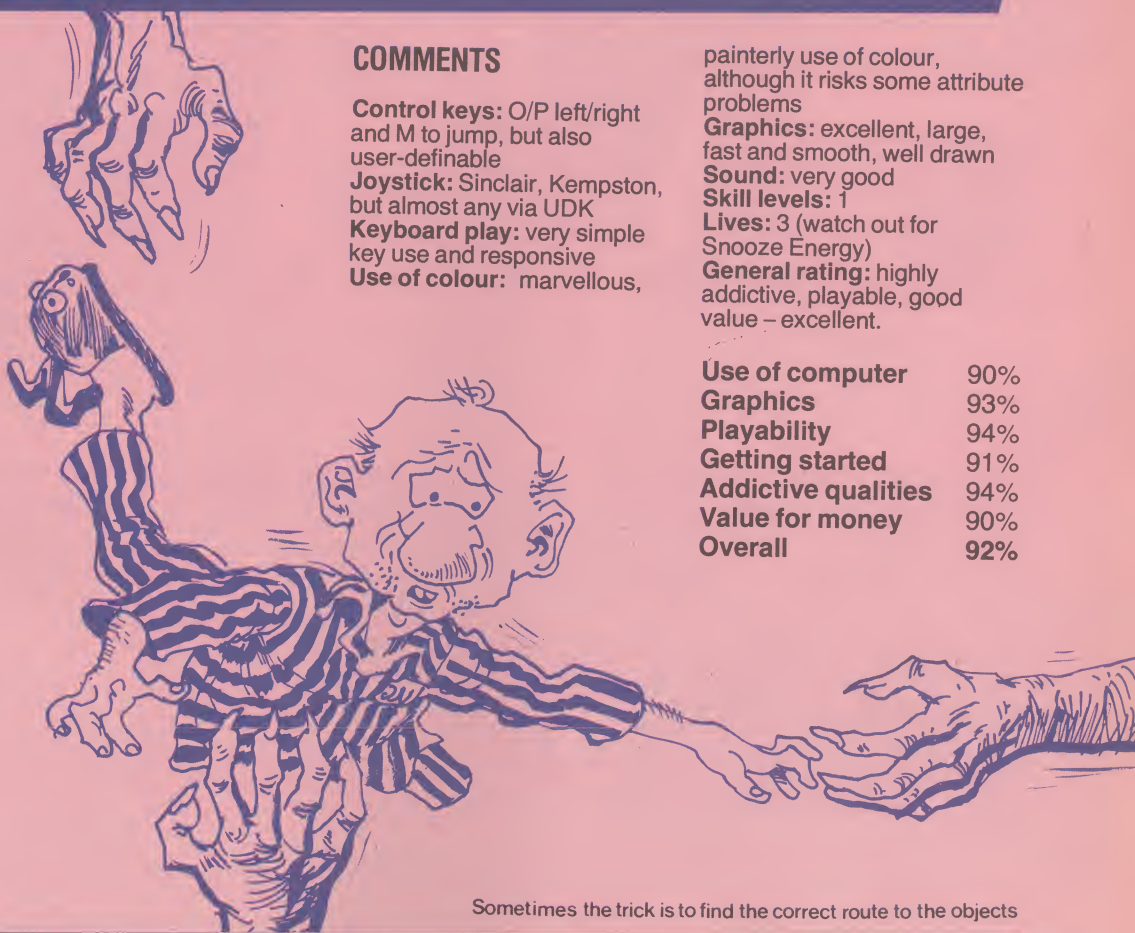 COMMENTS
Control keys: O/P left/right
and M to jump, but also
user-definable
Joystick: Sinclair, Kempston,
but almost any via UDK
Keyboard play: very simple
key use and responsive
Use of colour: marvellous,
painterly use of colour,
although it risks some attribute
problems
Graphics: excellent, large,
fast and smooth, well drawn
Sound: very good
Skill levels: 1
Lives: 3 (watch out for
Snooze Energy)
General rating: highly
addictive, playable, good
value – excellent.
Use of computer 90%
Graphics 93%
Playability 94%
Getting started 91%
Addictive qualities 94%
Value for money 90%
Overall 92%
Sometimes the trick is to find the correct route to the objects